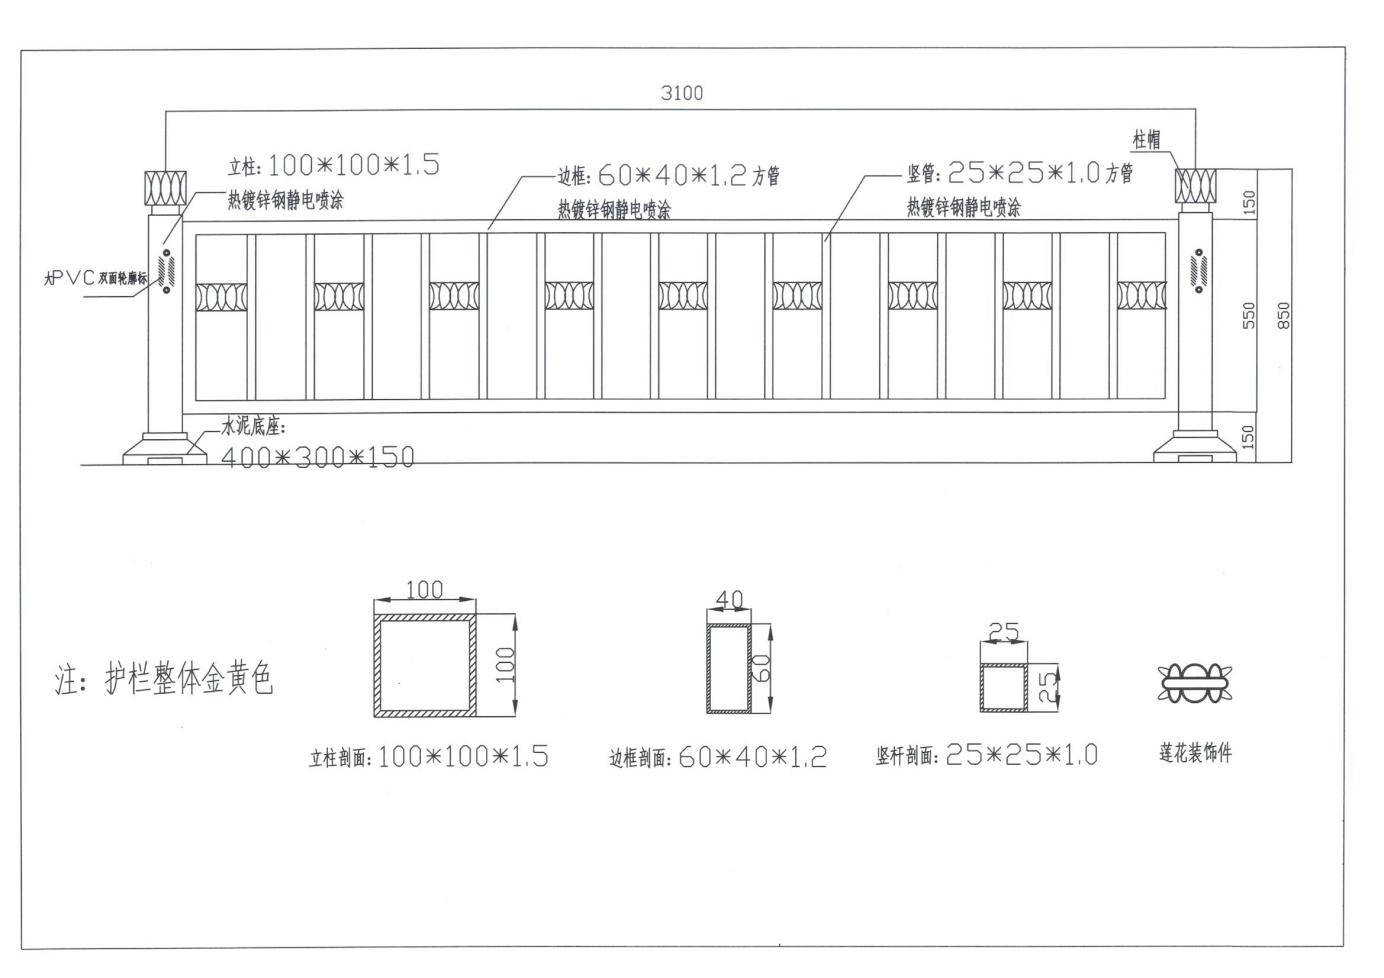 3100
立柱：100*100*1.5
热镀锌钢静电喷涂
边框：60*40*1.2方管
热镀锌钢静电喷涂
竖管：25*25*1.0方管
热镀锌钢静电喷涂
柱帽
150
大PVC双面轮廓标
550
850
水泥底座：
400*300*150
150
100
100
40
60
25
25
注：护栏整体金黄色
立柱剖面：100*100*1.5
边框剖面：60*40*1.2
竖杆剖面：25*25*1.0
莲花装饰件